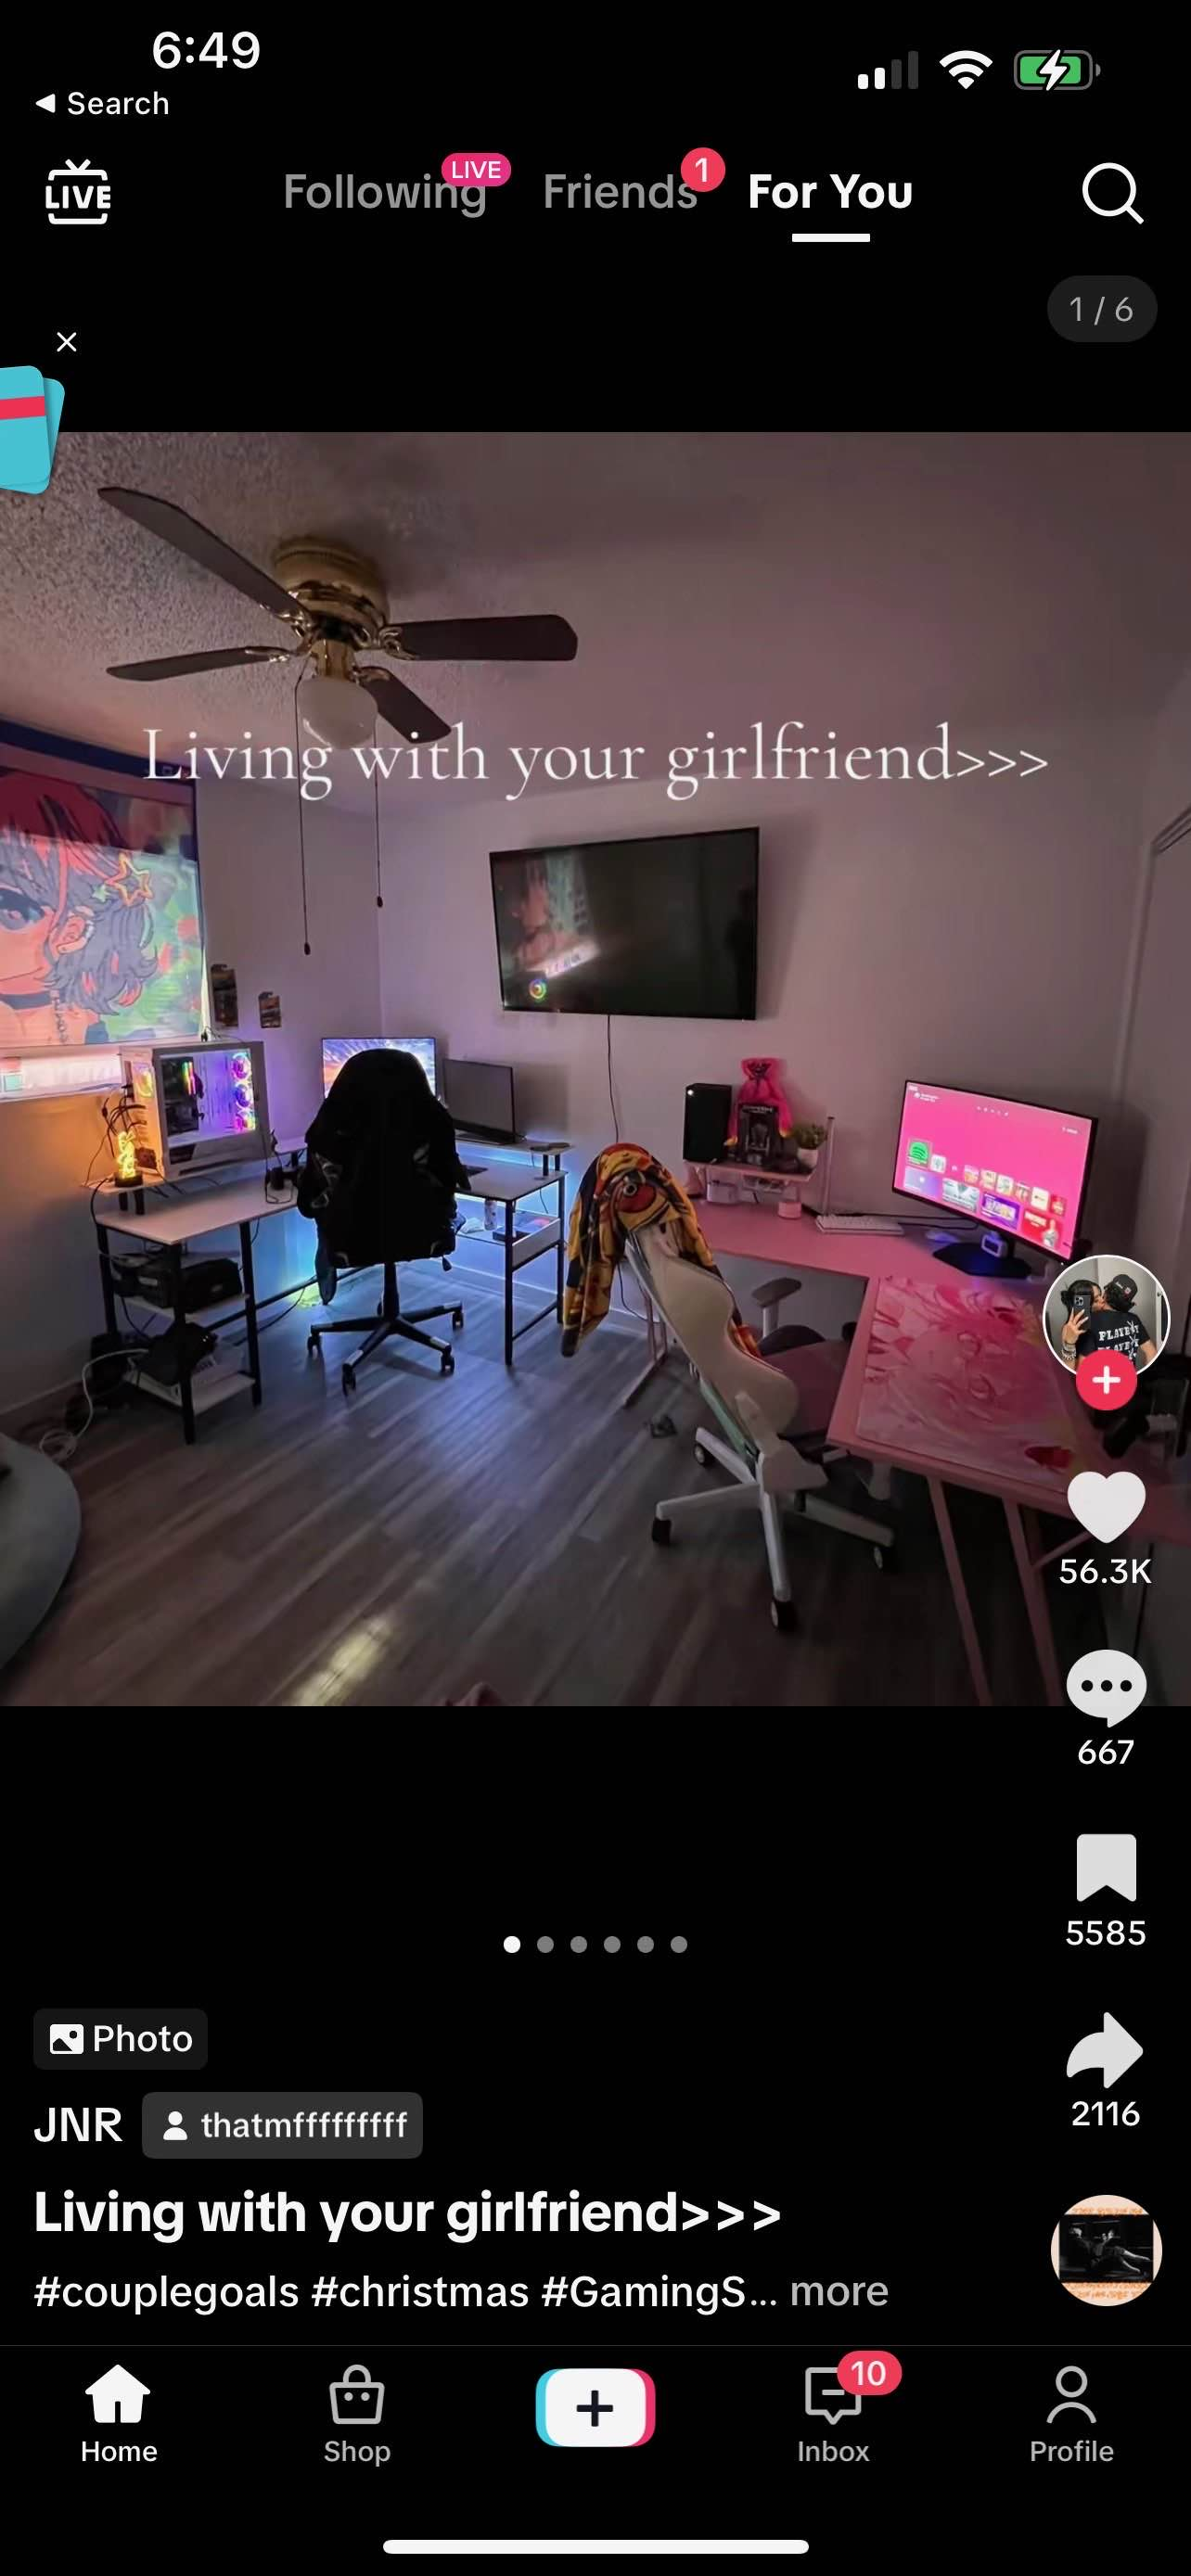 6:49
Search
LIVE
Following
LIVE
Friends
1
For You
1 / 6
Living with your girlfriend>>>
PLAYBOY
56.3K
667
5585
Photo
JNR
thatmfffffffff
2116
Living with your girlfriend>>>
#couplegoals #christmas #GamingS... more
Home
Shop
Inbox
10
Profile